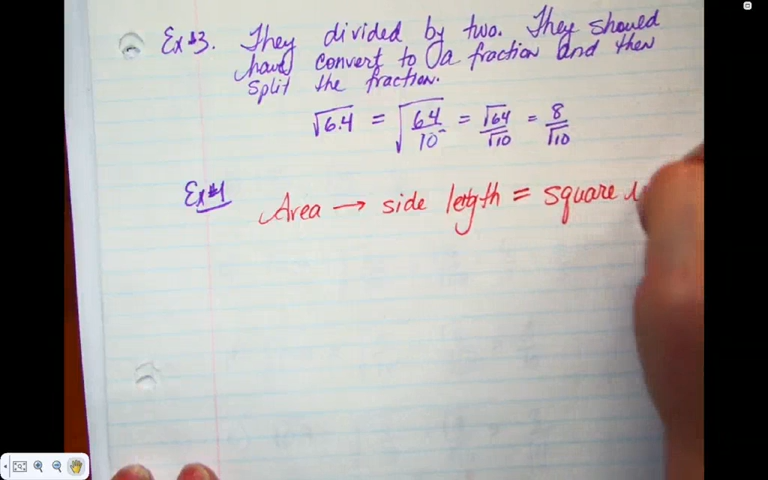 Ex #3. They divided by two. They should
have convert to a fraction and then
split the fraction.
√6.4 = √64/10 = √64/√10 = 8/√10
Ex #4 Area → side length = square